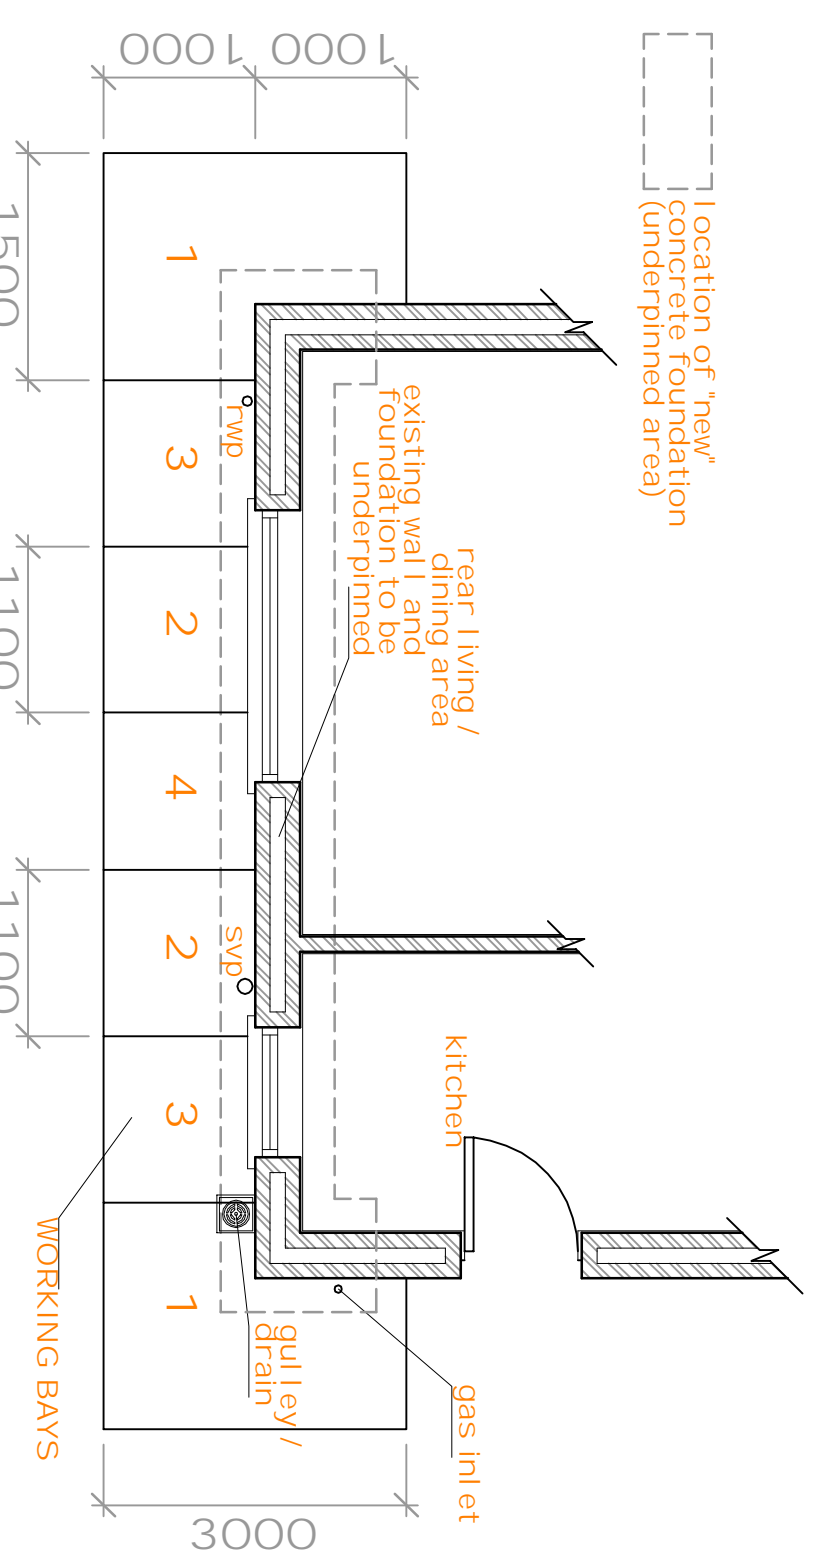 location of "new"
concrete foundation
(underpinned area)
1000
1000
1500
1100
1100
3000
1
3
2
4
2
3
1
rwp
svp
rear living /
dining area
existing wall and
foundation to be
underpinned
kitchen
gas inlet
gulley /
drain
WORKING BAYS